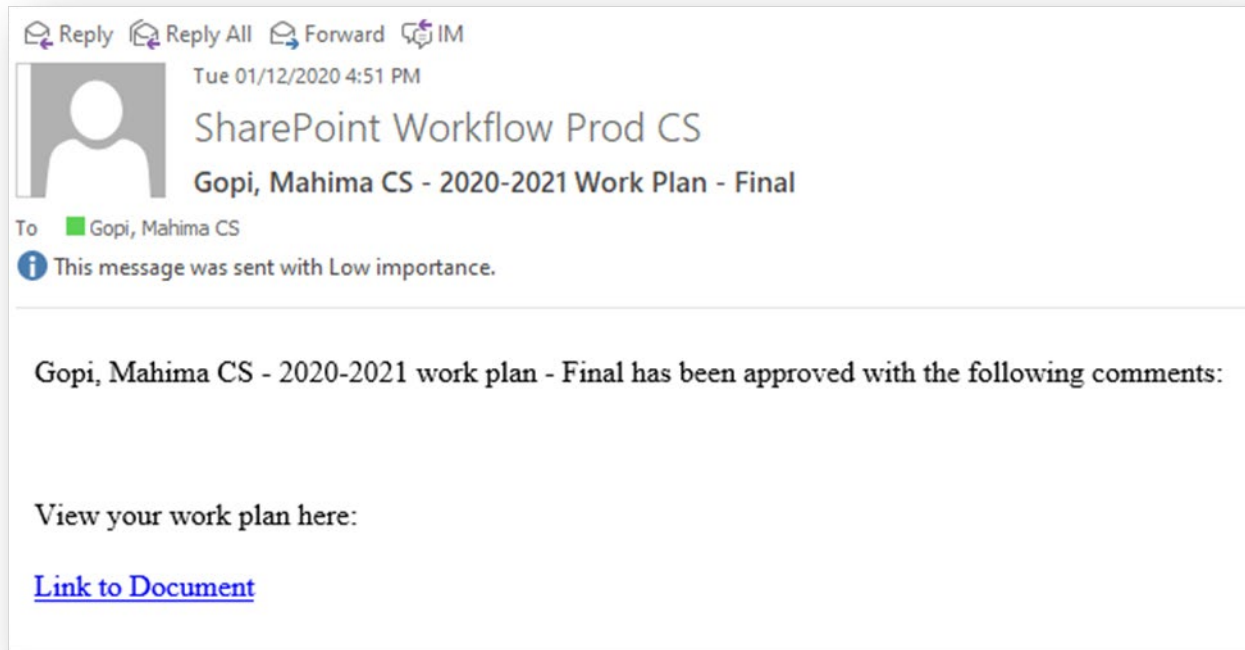 Reply Reply All Forward IM
Tue 01/12/2020 4:51 PM
SharePoint Workflow Prod CS
Gopi, Mahima CS - 2020-2021 Work Plan - Final
To Gopi, Mahima CS
This message was sent with Low importance.
Gopi, Mahima CS - 2020-2021 work plan - Final has been approved with the following comments:
View your work plan here:
Link to Document